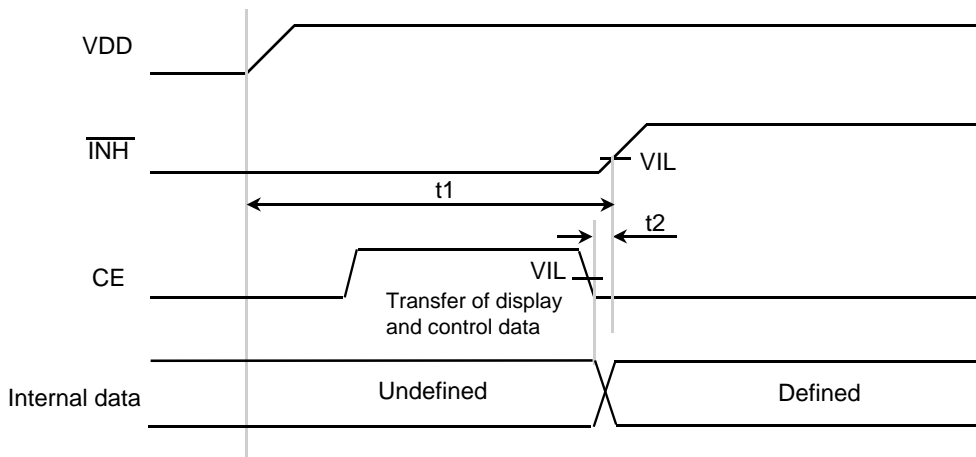 VDD
INH
VIL
t1
t2
CE
VIL
Transfer of display
and control data
Internal data
Undefined
Defined